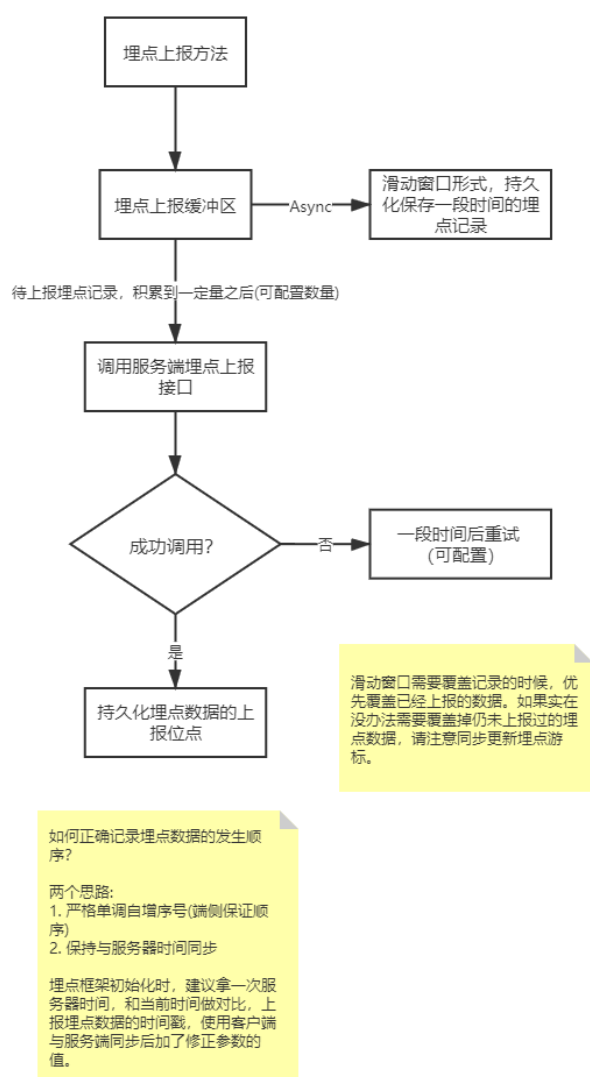 埋点上报方法
埋点上报缓冲区
Async
滑动窗口形式，持久
化保存一段时间的埋
点记录
待上报埋点记录，积累到一定量之后(可配置数量)
调用服务端埋点上报
接口
成功调用？
否
一段时间后重试
(可配置)
是
持久化埋点数据的上
报位点
滑动窗口需要覆盖记录的时候，优
先覆盖已经上报的数据。如果实在
没办法需要覆盖掉仍未上报过的埋
点数据，请注意同步更新埋点游
标。
如何正确记录埋点数据的发生顺
序？
两个思路:
1. 严格单调自增序号(端侧保证顺
序)
2. 保持与服务器时间同步
埋点框架初始化时，建议拿一次服
务器时间，和当前时间做对比，上
报埋点数据的时间戳，使用客户端
与服务端同步后加了修正参数的
值。